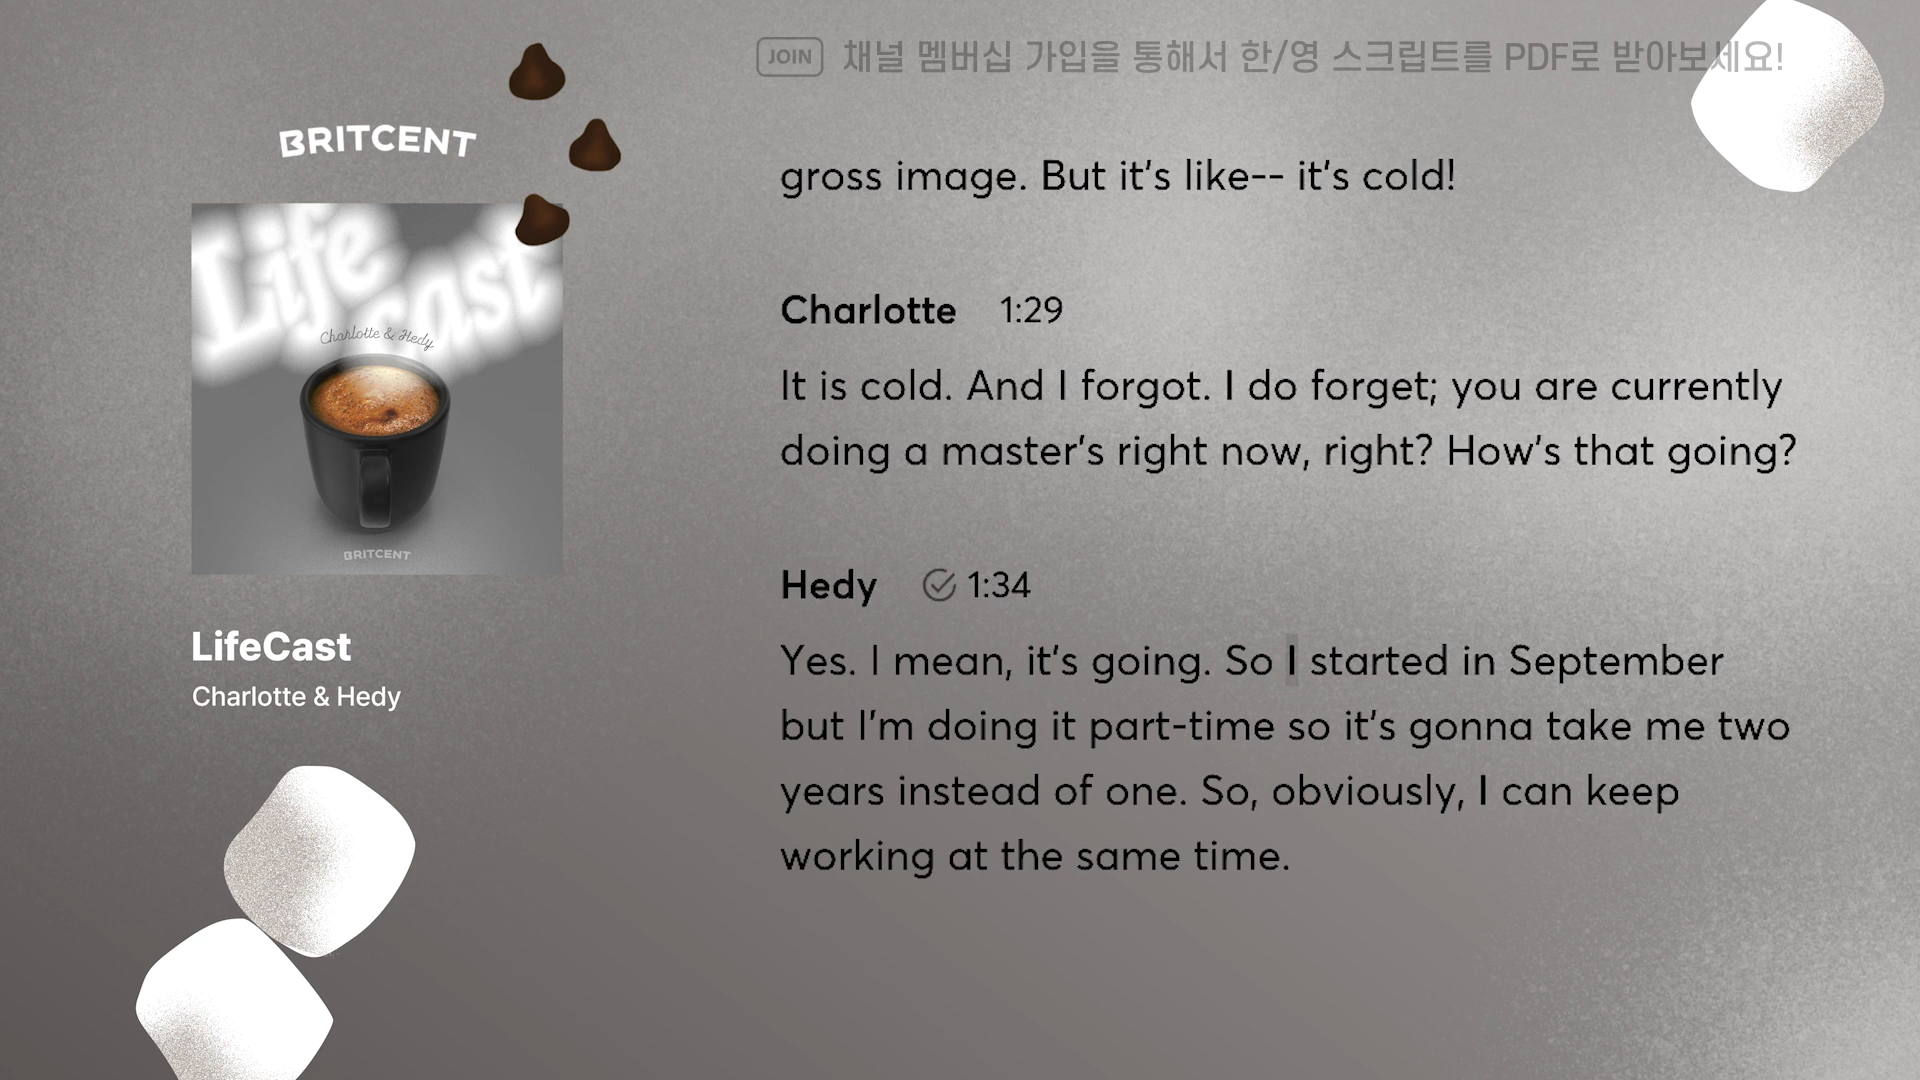 JOIN 채널 멤버십 가입을 통해서 한/영 스크립트를 PDF로 받아보세요!
BRITCENT
Life
cast
Charlotte & Hedy
BRITCENT
LifeCast
Charlotte & Hedy
gross image. But it's like-- it's cold!
Charlotte 1:29
It is cold. And I forgot. I do forget; you are currently
doing a master's right now, right? How's that going?
Hedy 1:34
Yes. I mean, it's going. So I started in September
but I'm doing it part-time so it's gonna take me two
years instead of one. So, obviously, I can keep
working at the same time.